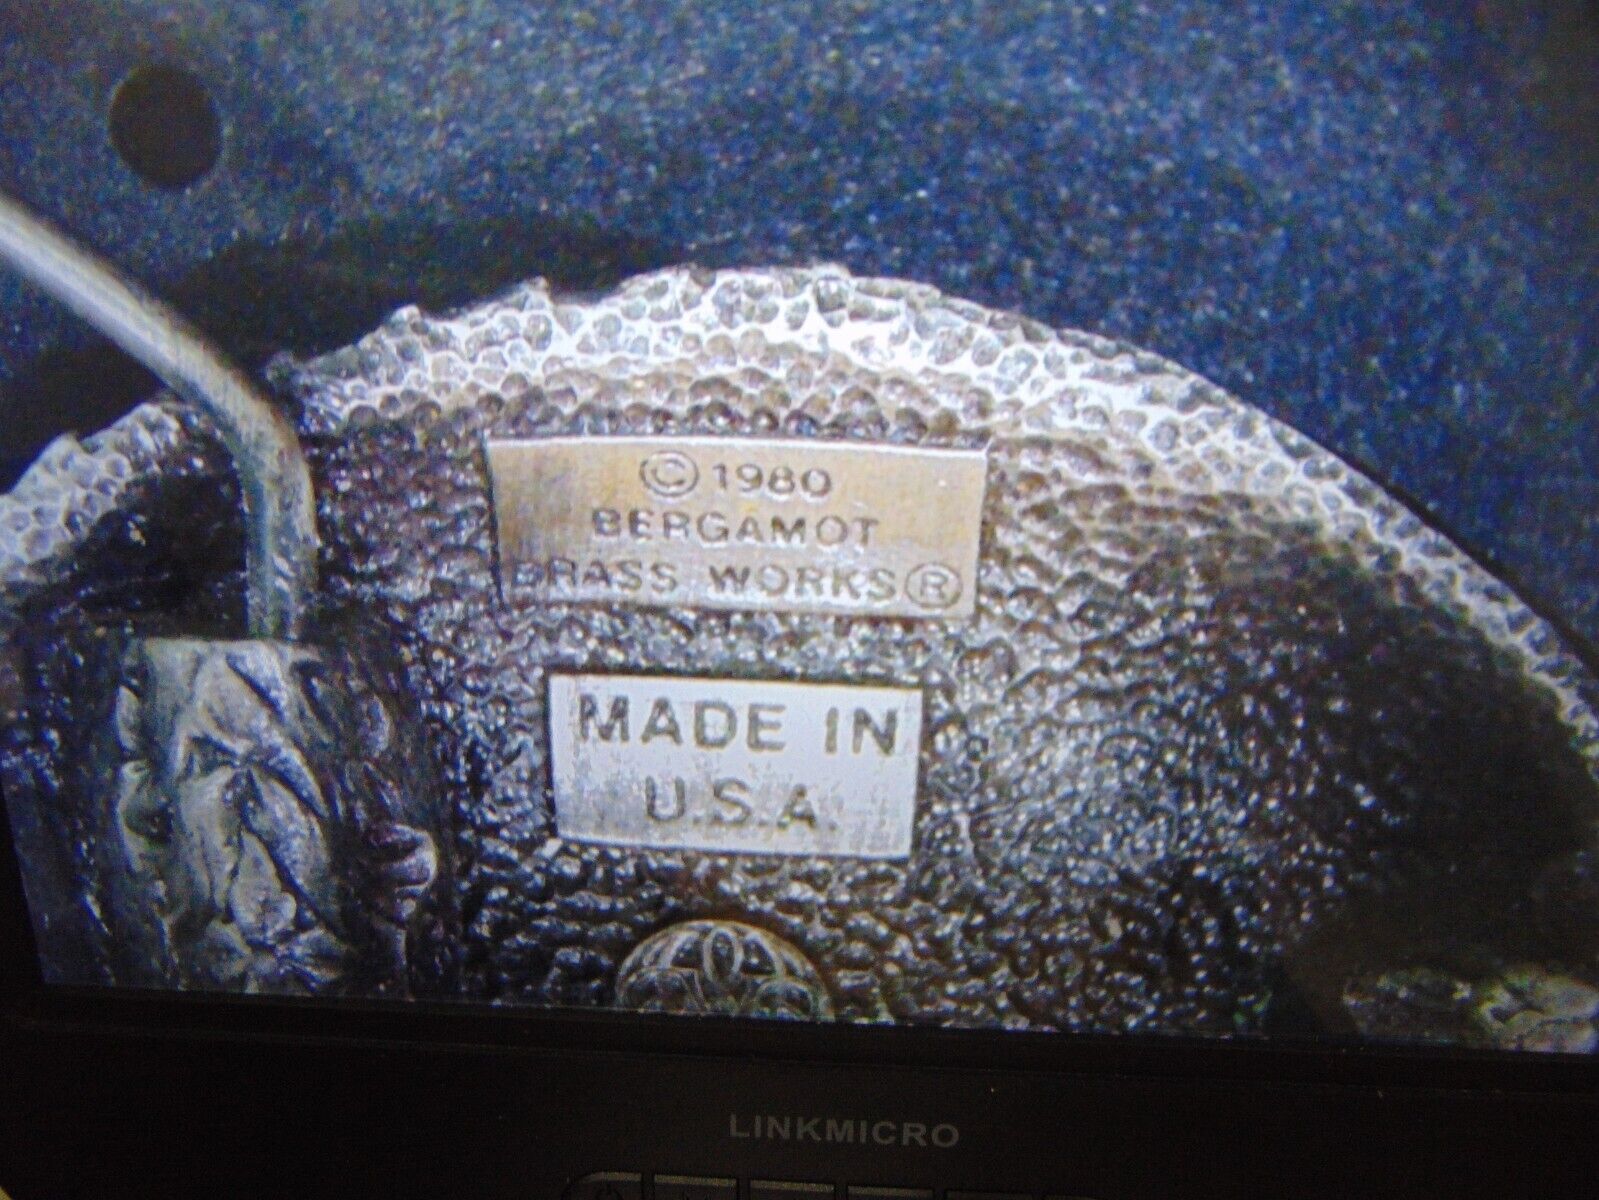 © 1980
BERGAMOT
BRASS WORKS®
MADE IN
U.S.A.
LINKMICRO